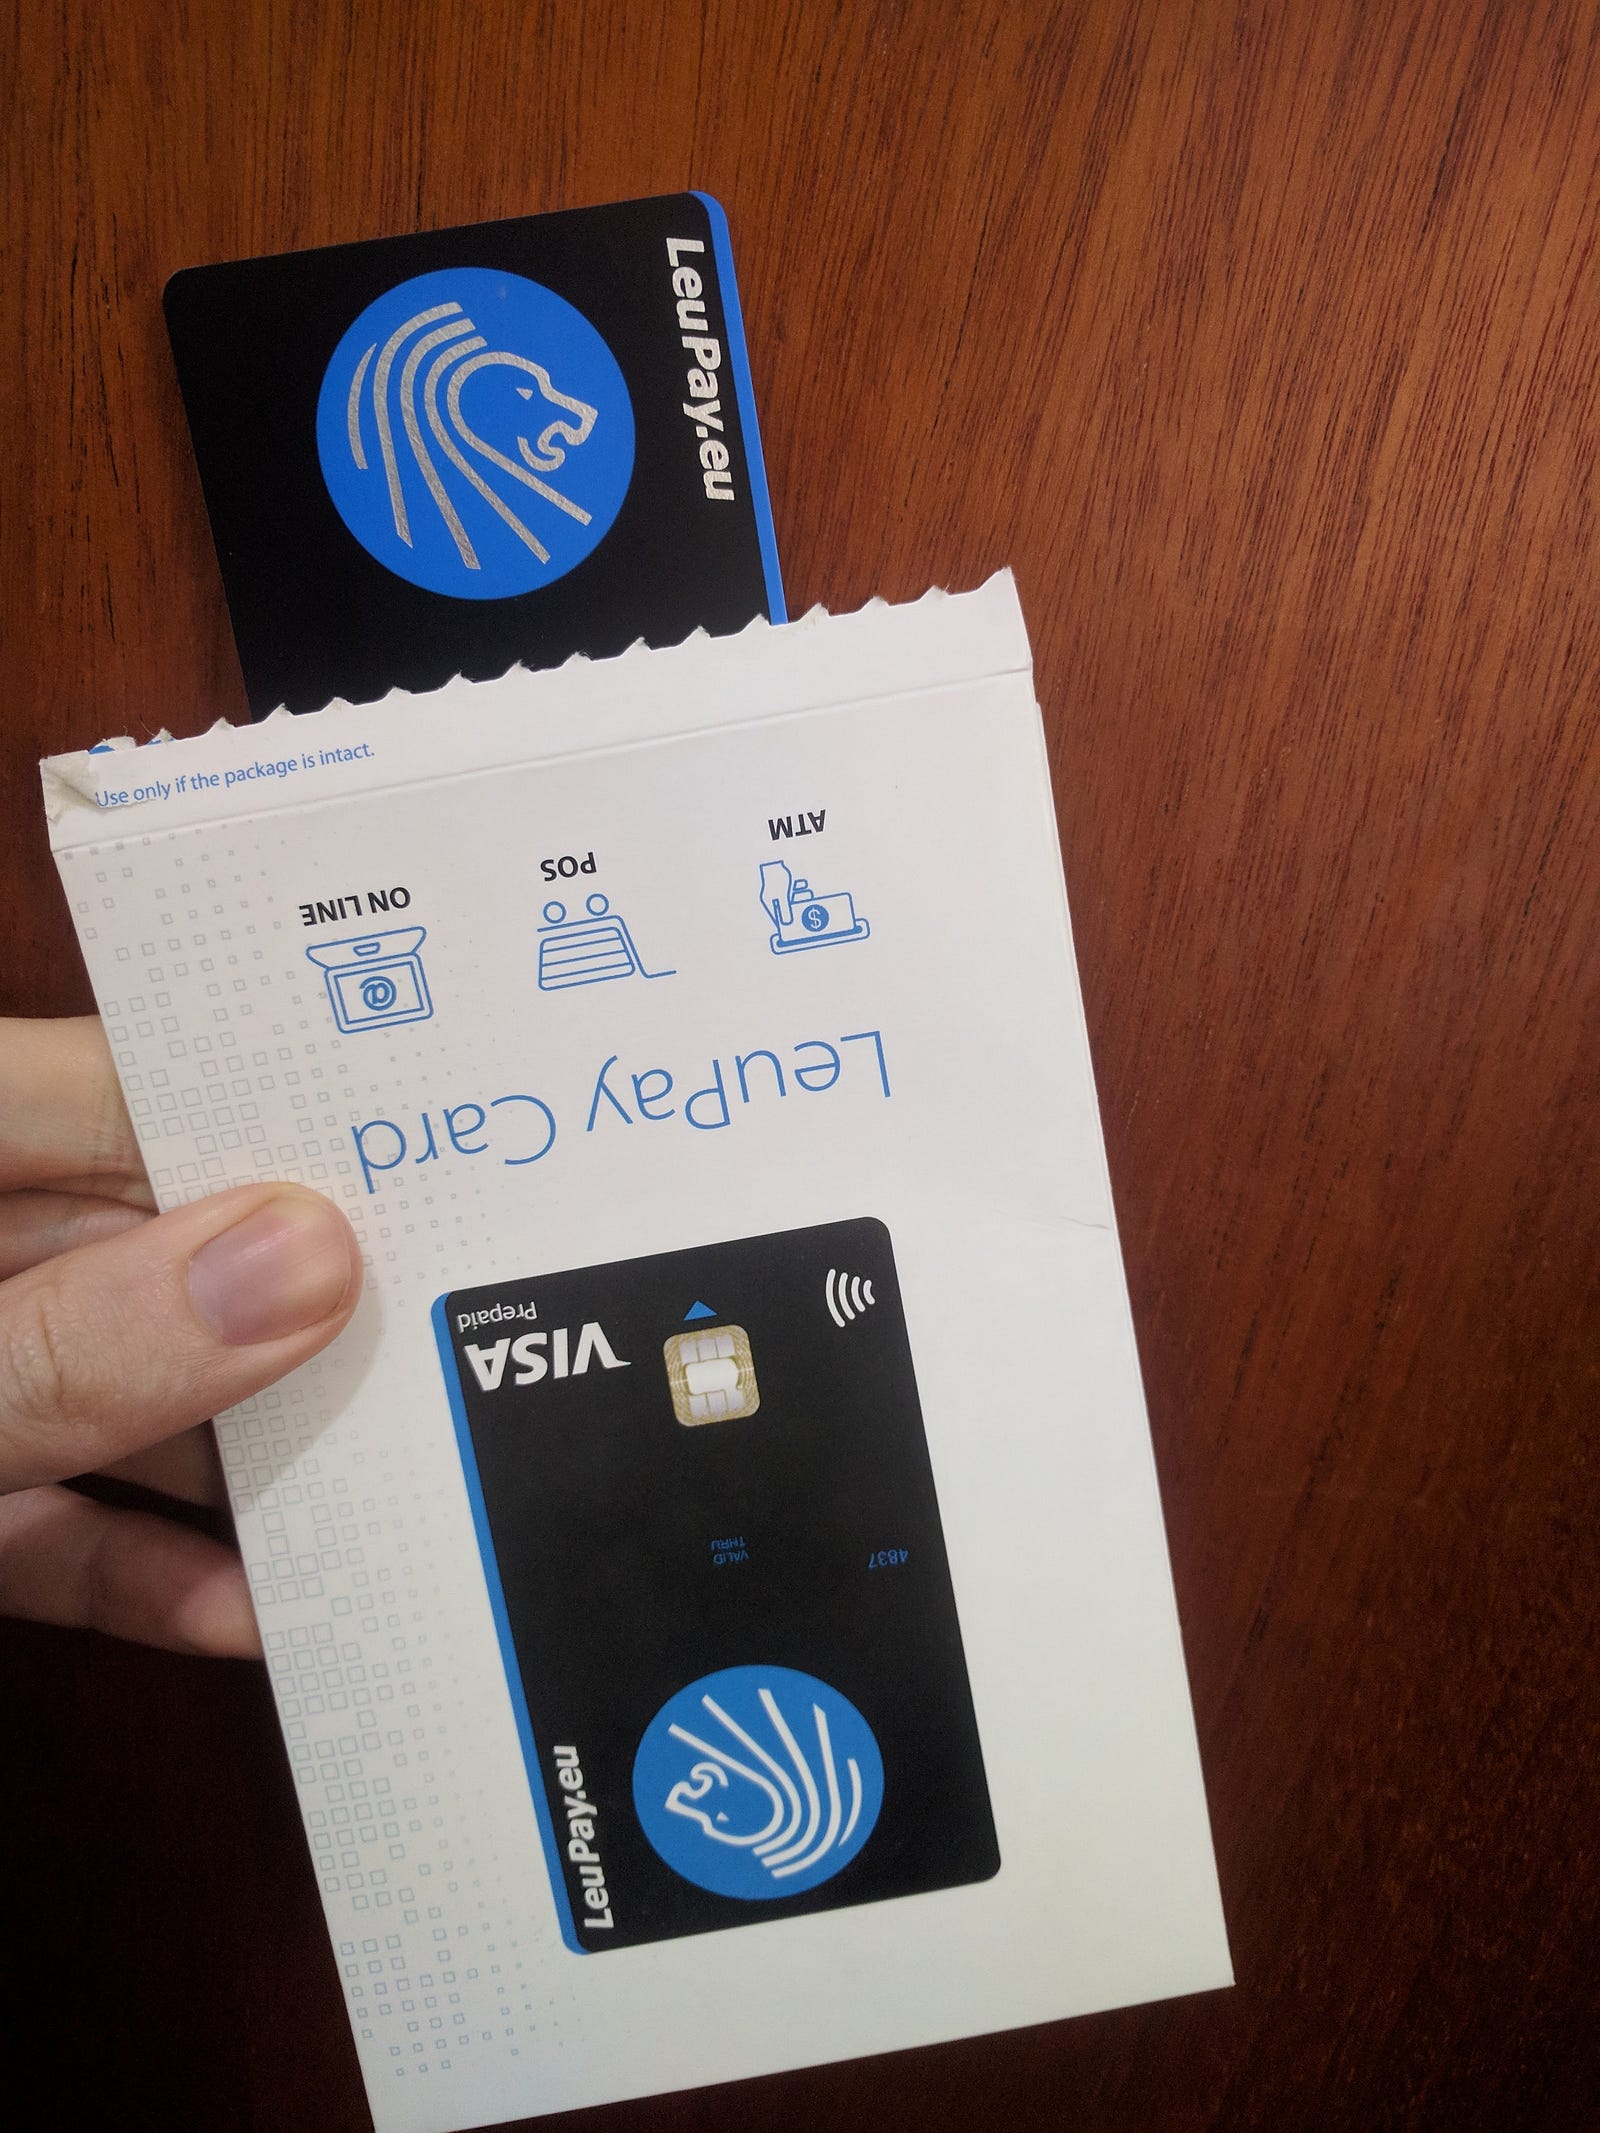 LeuPay.eu
Use only if the package is intact.
ATM
POS
ON LINE
@
$
LeuPay Card
VISA
Prepaid
4837
VALID
THRU
LeuPay.eu